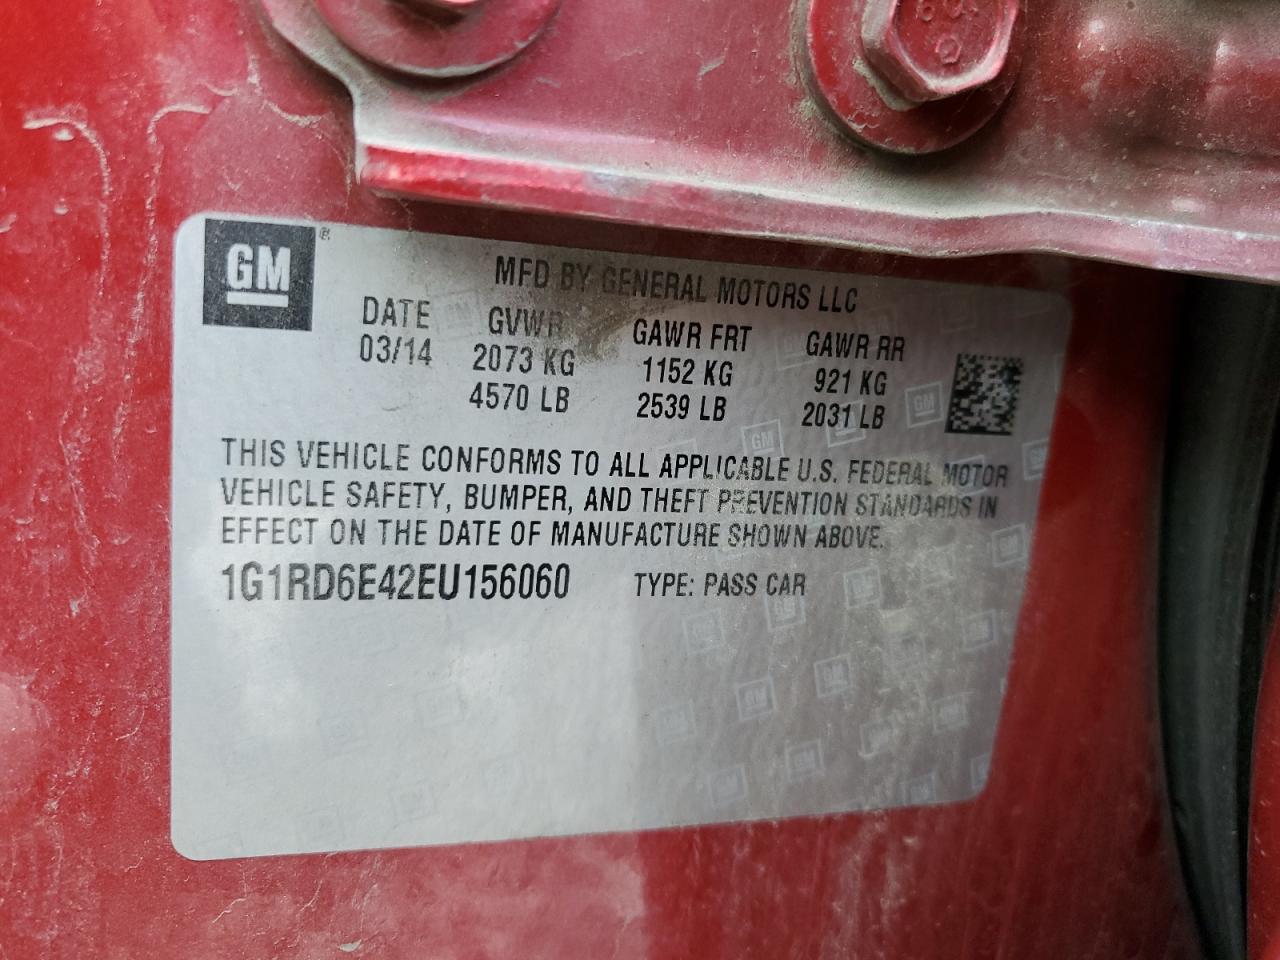 GM
MFD BY GENERAL MOTORS LLC
DATE GVWR GAWR FRT GAWR RR
03/14 2073 KG 1152 KG 921 KG
4570 LB 2539 LB 2031 LB
THIS VEHICLE CONFORMS TO ALL APPLICABLE U.S. FEDERAL MOTOR
VEHICLE SAFETY, BUMPER, AND THEFT PREVENTION STANDARDS IN
EFFECT ON THE DATE OF MANUFACTURE SHOWN ABOVE.
1G1RD6E42EU156060 TYPE: PASS CAR